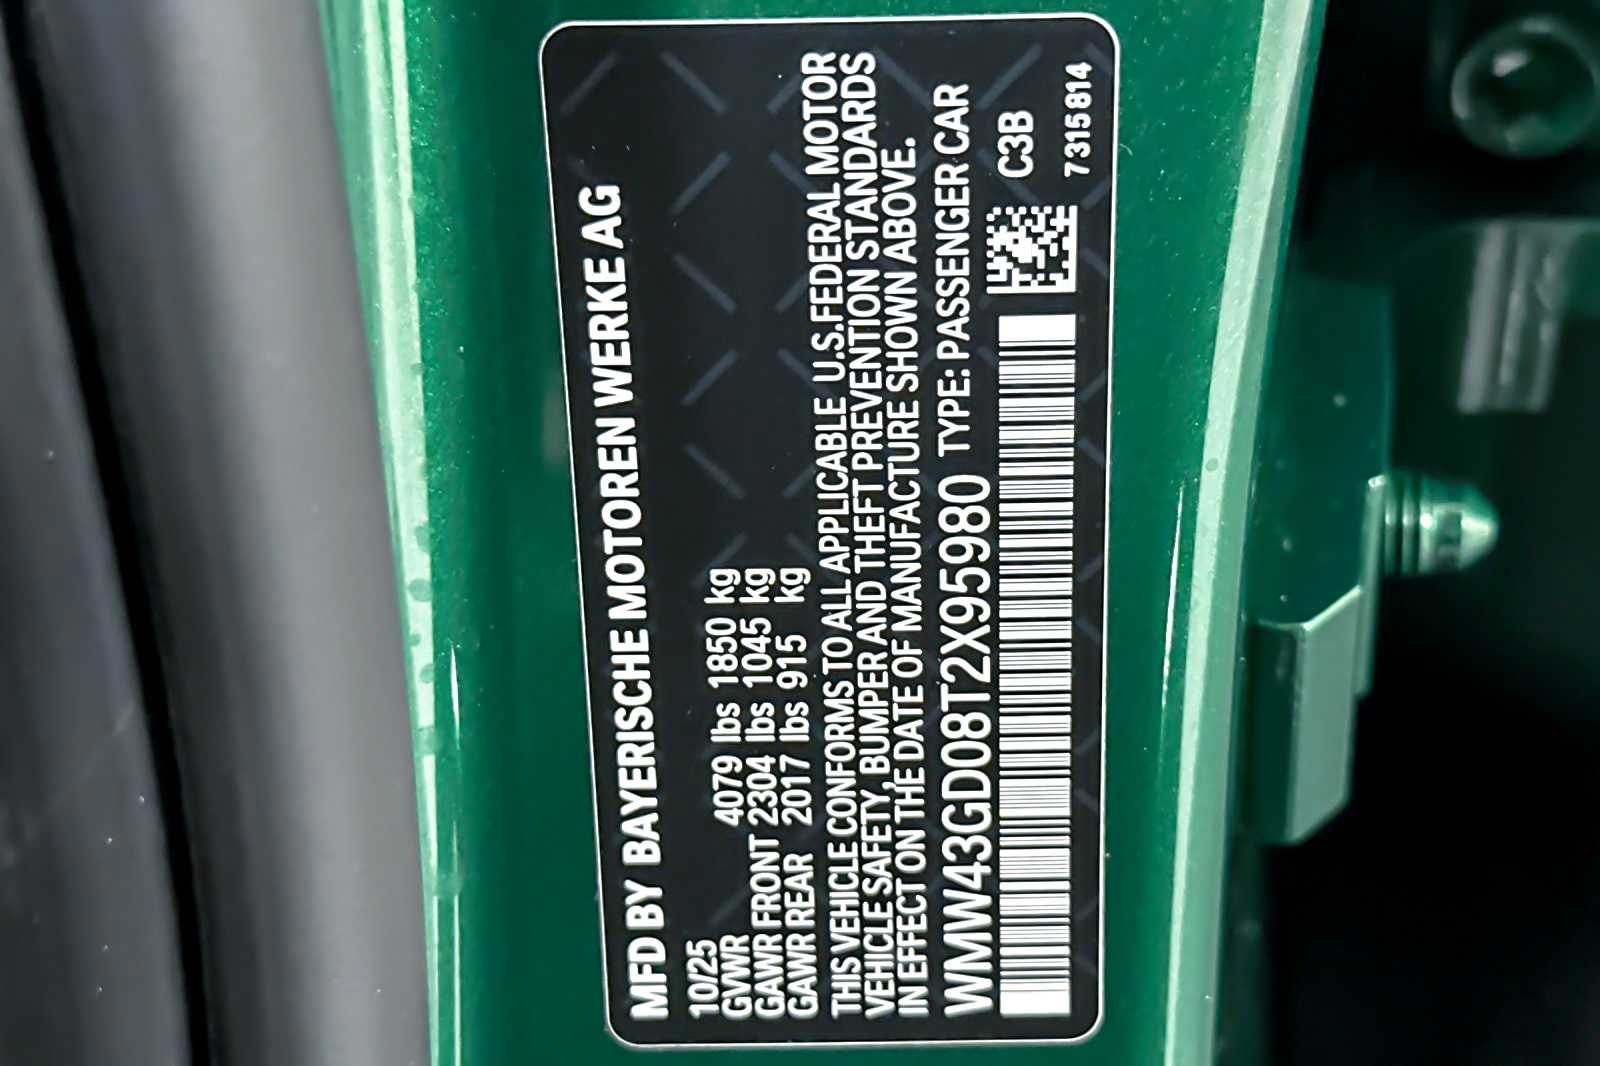 MFD BY BAYERISCHE MOTOREN WERKE AG
10/25
GVWR 4079 lbs 1850 kg
GAWR FRONT 2304 lbs 1045 kg
GAWR REAR 2017 lbs 915 kg
THIS VEHICLE CONFORMS TO ALL APPLICABLE U.S.FEDERAL MOTOR
VEHICLE SAFETY, BUMPER AND THEFT PREVENTION STANDARDS
IN EFFECT ON THE DATE OF MANUFACTURE SHOWN ABOVE.
WMW43GD08T2X95980 TYPE: PASSENGER CAR
C3B
7315814